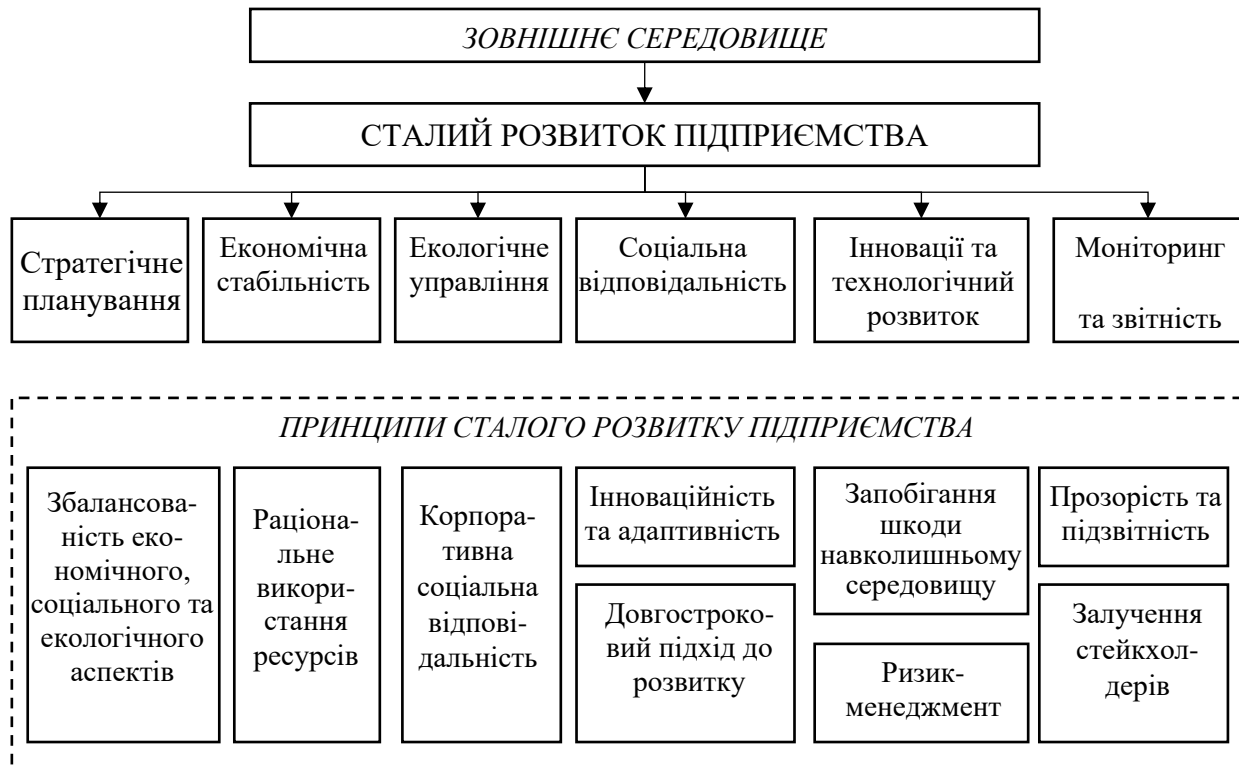 ЗОВНІШНЄ СЕРЕДОВИЩЕ
СТАЛИЙ РОЗВИТОК ПІДПРИЄМСТВА
Стратегічне
планування
Економічна
стабільність
Екологічне
управління
Соціальна
відповідальність
Інновації та
технологічний
розвиток
Моніторинг
та звітність
ПРИНЦИПИ СТАЛОГО РОЗВИТКУ ПІДПРИЄМСТВА
Збалансова-
ність еко-
номічного,
соціального та
екологічного
аспектів
Раціона-
льне
викори-
стання
ресурсів
Корпора-
тивна
соціальна
відпові-
дальність
Інноваційність
та адаптивність
Довгостроко-
вий підхід до
розвитку
Запобігання
шкоди
навколишньому
середовищу
Ризик-
менеджмент
Прозорість та
підзвітність
Залучення
стейкхол-
дерів